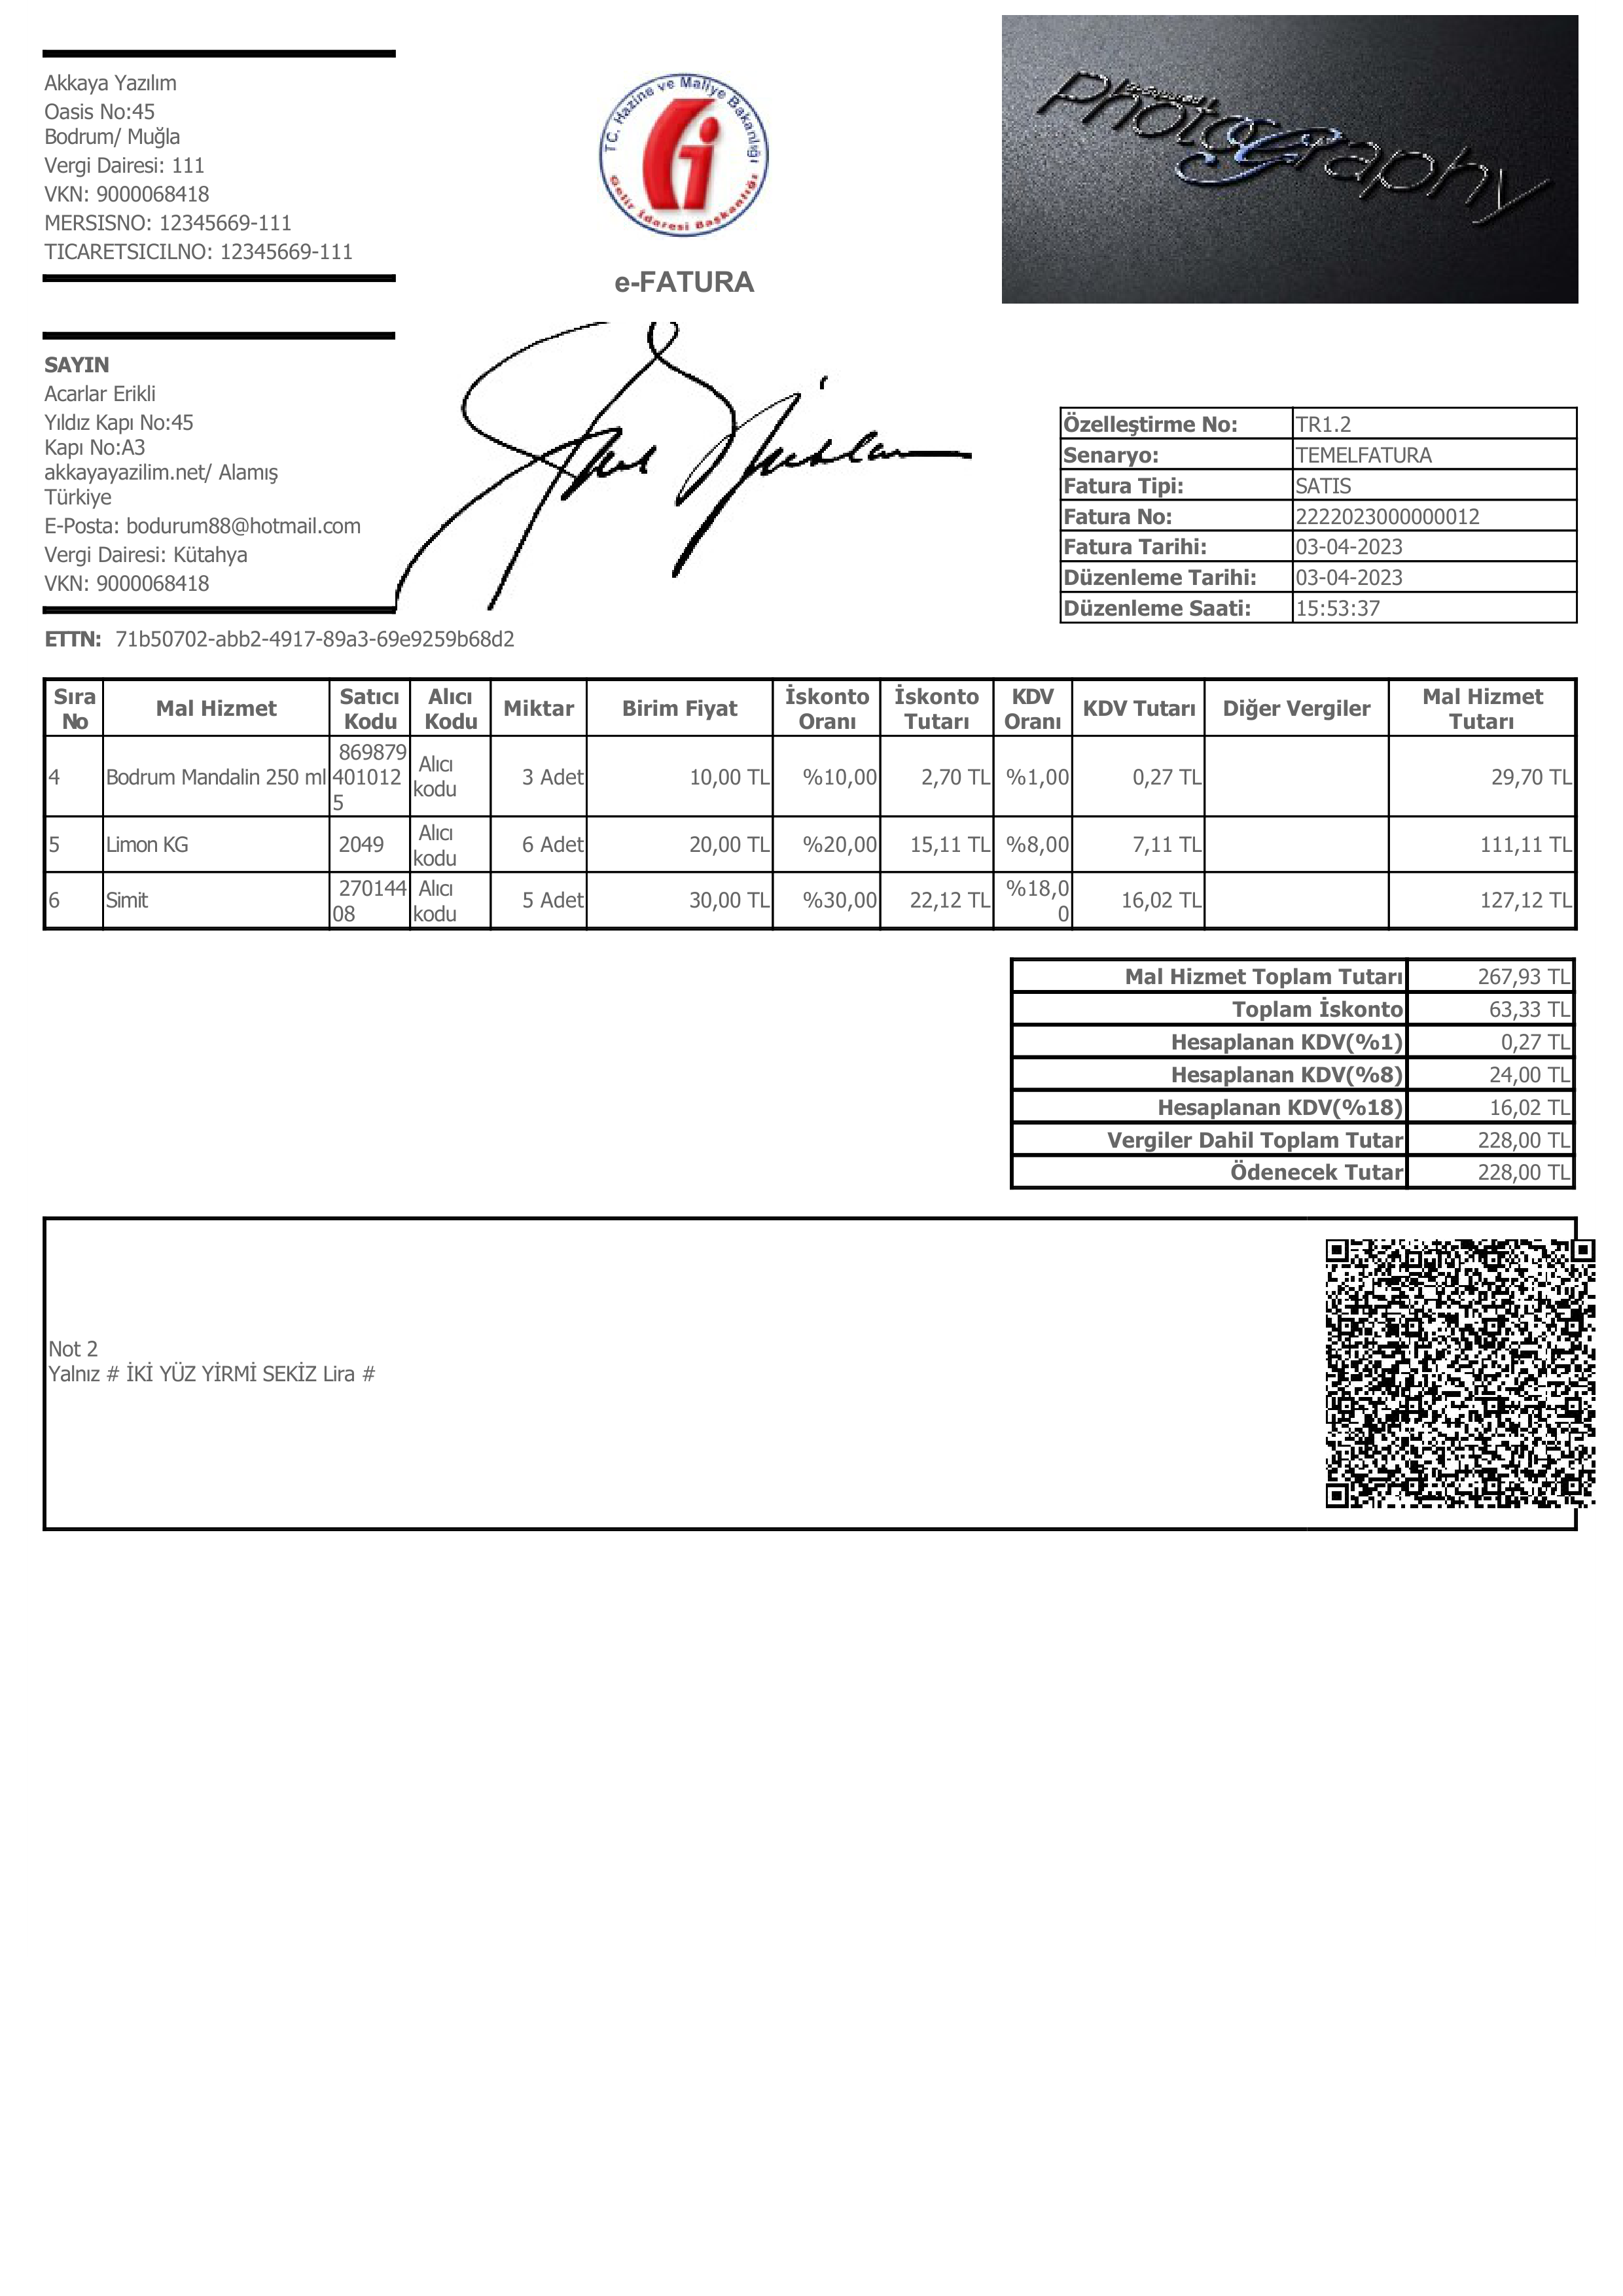 Akkaya Yazılım
Oasis No:45
Bodrum/ Muğla
Vergi Dairesi: 111
VKN: 9000068418
MERSISNO: 12345669-111
TICARETSICILNO: 12345669-111
T.C. Hazine ve Maliye Bakanlığı
Gelir İdaresi Başkanlığı
e-FATURA
Photography
SAYIN
Acarlar Erikli
Yıldız Kapı No:45
Kapı No:A3
akkayayazilim.net/ Alamış
Türkiye
E-Posta: bodurum88@hotmail.com
Vergi Dairesi: Kütahya
VKN: 9000068418
Özelleştirme No: TR1.2
Senaryo: TEMELFATURA
Fatura Tipi: SATIS
Fatura No: 2222023000000012
Fatura Tarihi: 03-04-2023
Düzenleme Tarihi: 03-04-2023
Düzenleme Saati: 15:53:37
ETTN: 71b50702-abb2-4917-89a3-69e9259b68d2
Sıra No Mal Hizmet Satıcı Kodu Alıcı Kodu Miktar Birim Fiyat İskonto Oranı İskonto Tutarı KDV Oranı KDV Tutarı Diğer Vergiler Mal Hizmet Tutarı
4 Bodrum Mandalin 250 ml 8698794010125 Alıcı kodu 3 Adet 10,00 TL %10,00 2,70 TL %1,00 0,27 TL 29,70 TL
5 Limon KG 2049 Alıcı kodu 6 Adet 20,00 TL %20,00 15,11 TL %8,00 7,11 TL 111,11 TL
6 Simit 27014408 Alıcı kodu 5 Adet 30,00 TL %30,00 22,12 TL %18,00 16,02 TL 127,12 TL
Mal Hizmet Toplam Tutarı 267,93 TL
Toplam İskonto 63,33 TL
Hesaplanan KDV(%1) 0,27 TL
Hesaplanan KDV(%8) 24,00 TL
Hesaplanan KDV(%18) 16,02 TL
Vergiler Dahil Toplam Tutar 228,00 TL
Ödenecek Tutar 228,00 TL
Not 2
Yalnız # İKİ YÜZ YİRMİ SEKİZ Lira #